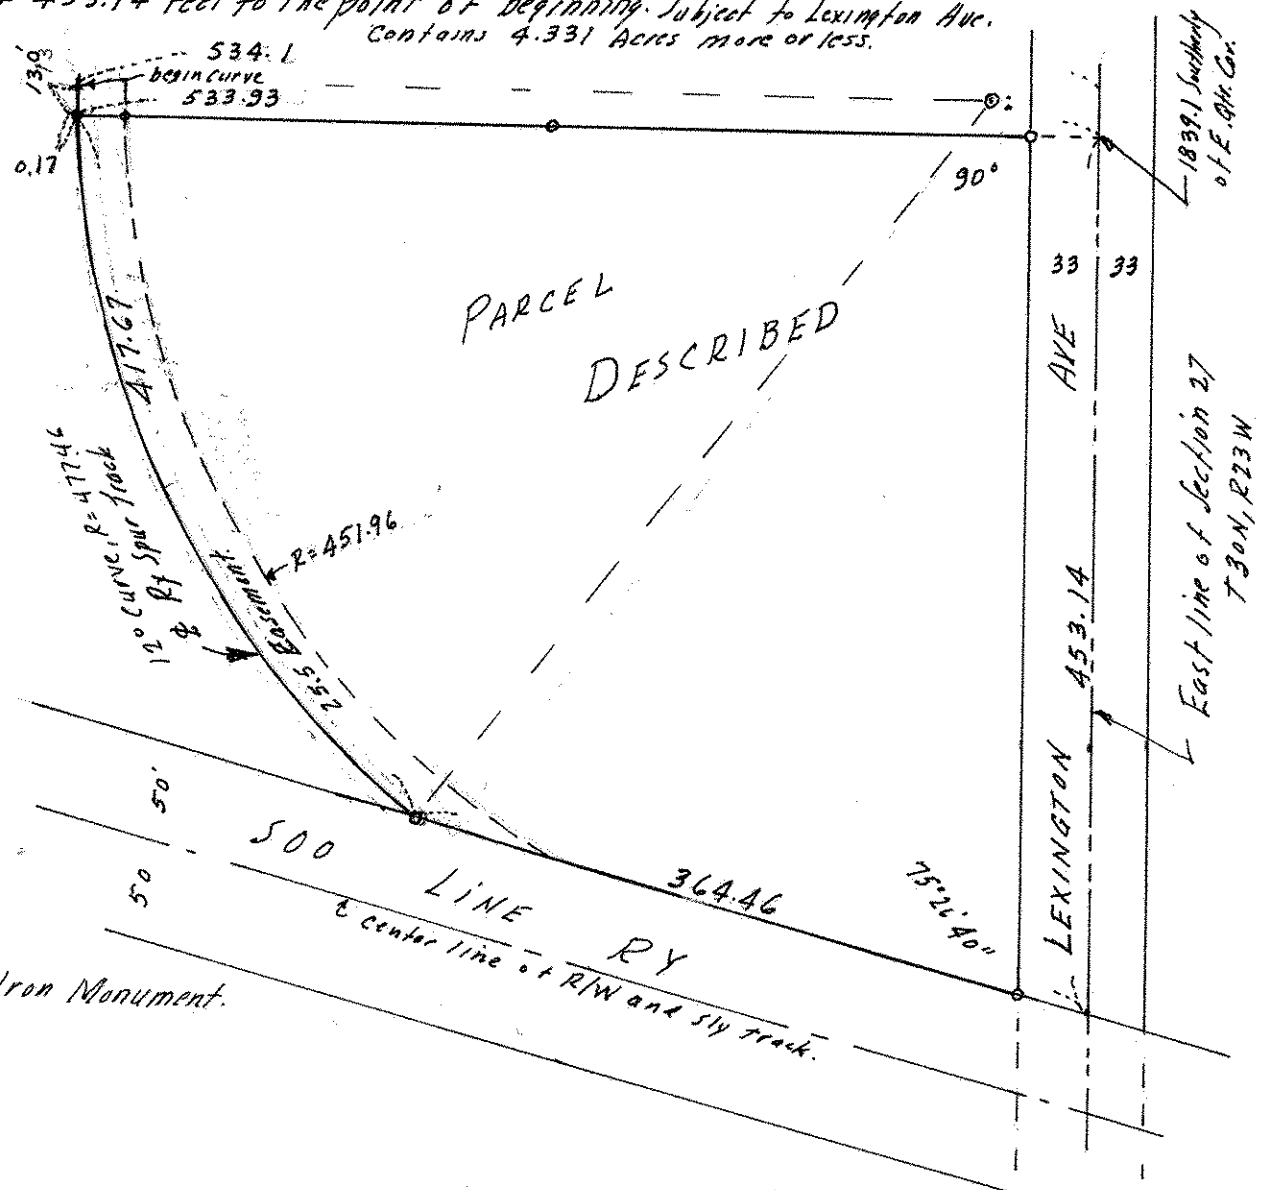 453.14 feet to the point of beginning. Subject to Lexington Ave.
Contains 4.331 Acres more or less.
534.1
begin curve
533.93
13.0'
0.17
90°
1839.1 Southerly
of E. Qtr. Cor.
33 33
PARCEL
DESCRIBED
417.67
12° Curve, R=477.46
℄ Ry Spur Track
R=451.96
25.5 Easement
LEXINGTON AVE
453.14
East line of Section 27
T30N, R23W
50'
50
SOO LINE RY
℄ center line of R/W and sly track.
364.46
75°26'40"
Iron Monument.